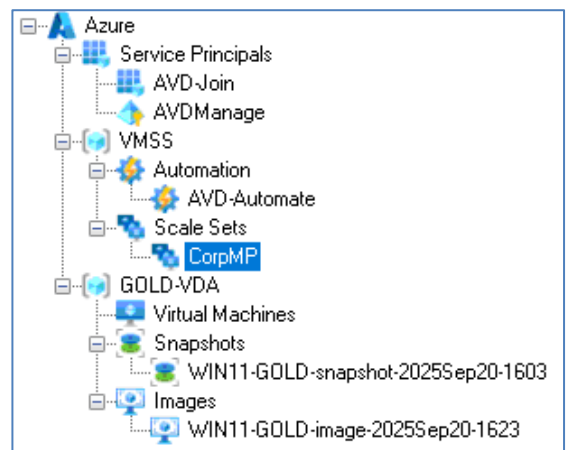 Azure
Service Principals
AVD-Join
AVDManage
VMSS
Automation
AVD-Automate
Scale Sets
CorpMP
GOLD-VDA
Virtual Machines
Snapshots
WIN11-GOLD-snapshot-2025Sep20-1603
Images
WIN11-GOLD-image-2025Sep20-1623